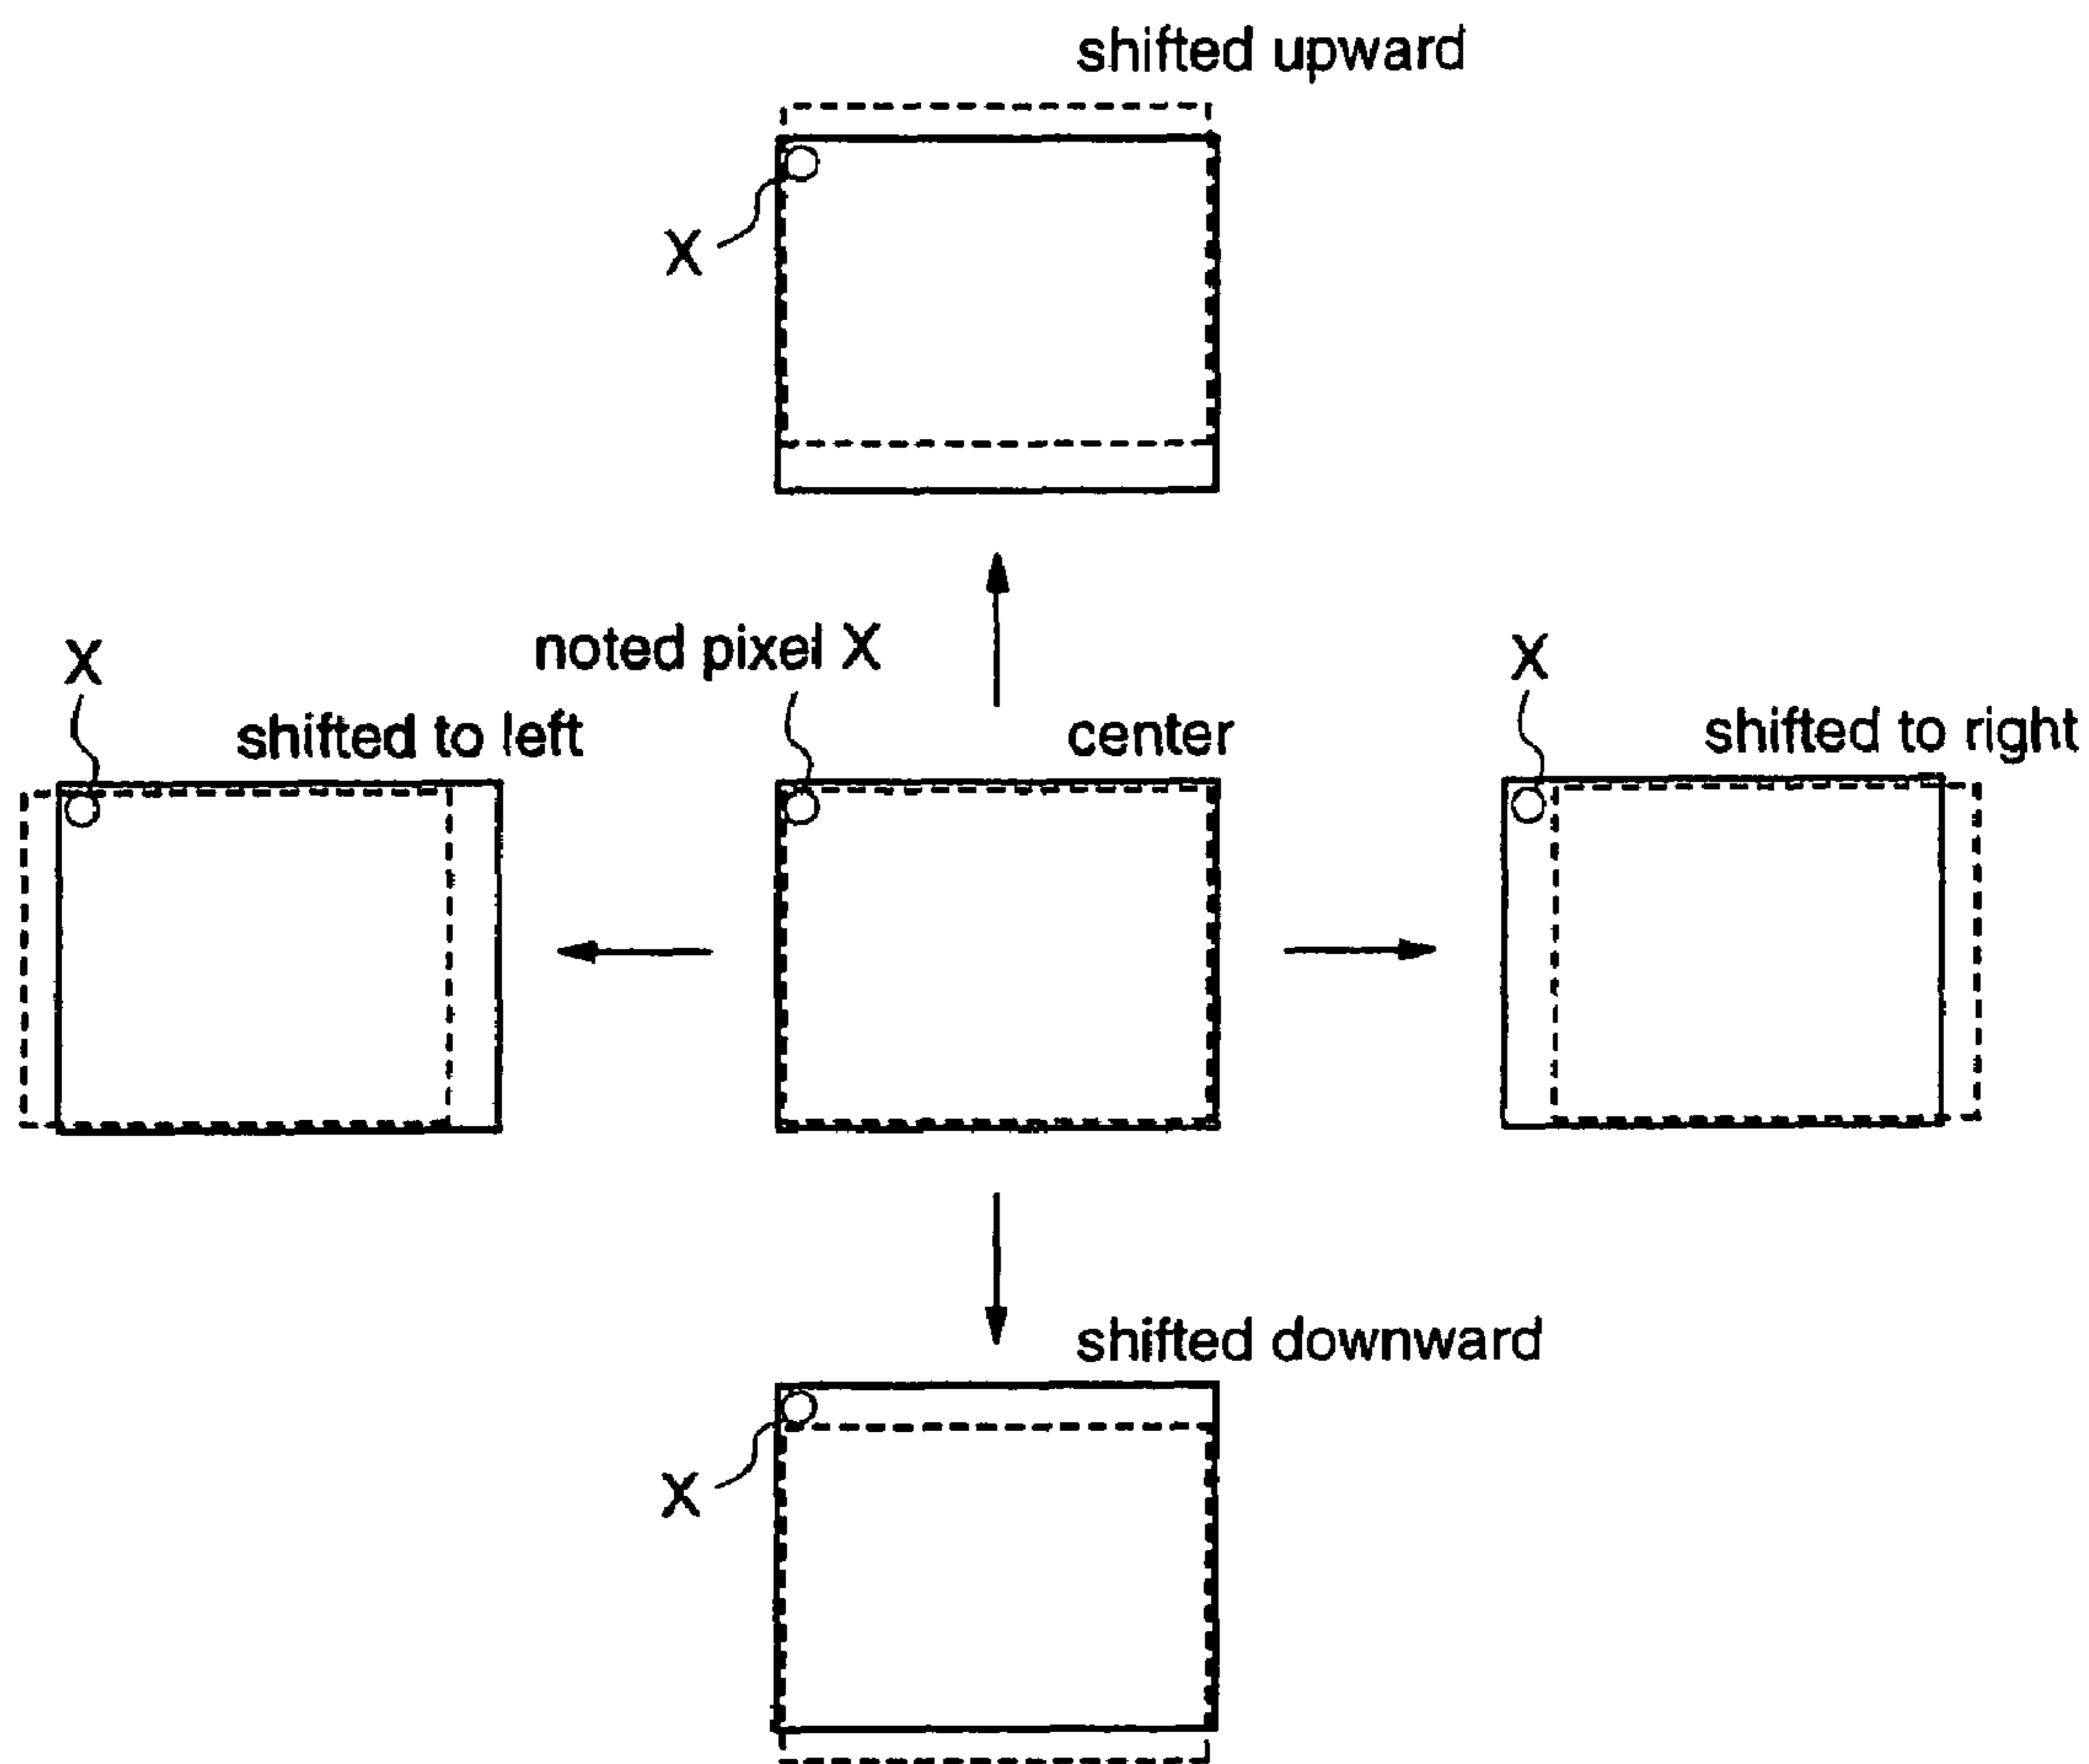 shifted upward
X
noted pixel X
X
X
shifted to left
center
shifted to right
shifted downward
X